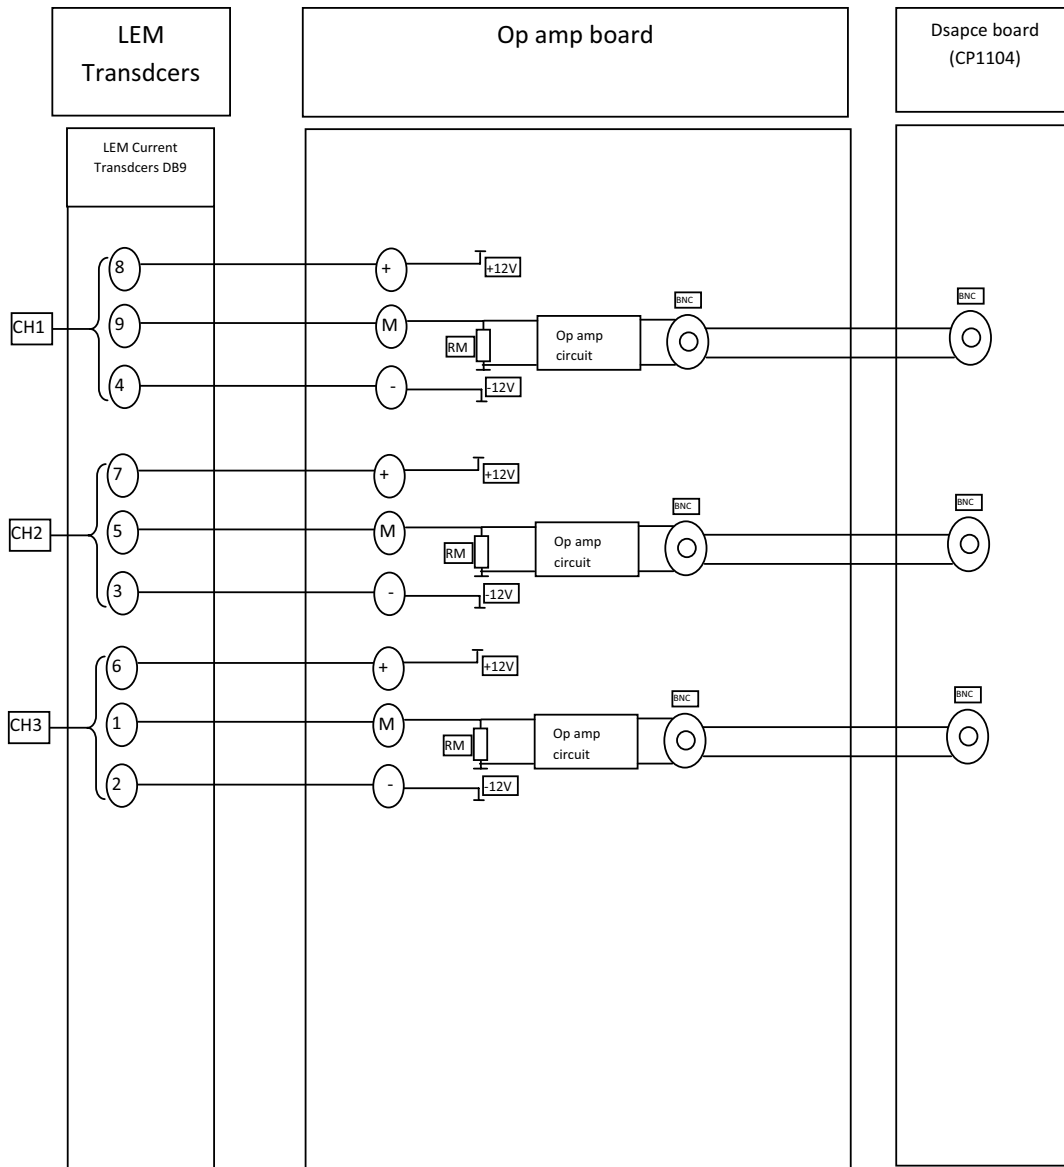 LEM
Transdcers
Op amp board
Dsapce board
(CP1104)
LEM Current
Transdcers DB9
CH1
8
+
+12V
9
M
RM
Op amp
circuit
BNC
BNC
4
-
-12V
CH2
7
+
+12V
5
M
RM
Op amp
circuit
BNC
BNC
3
-
-12V
CH3
6
+
+12V
1
M
RM
Op amp
circuit
BNC
BNC
2
-
-12V